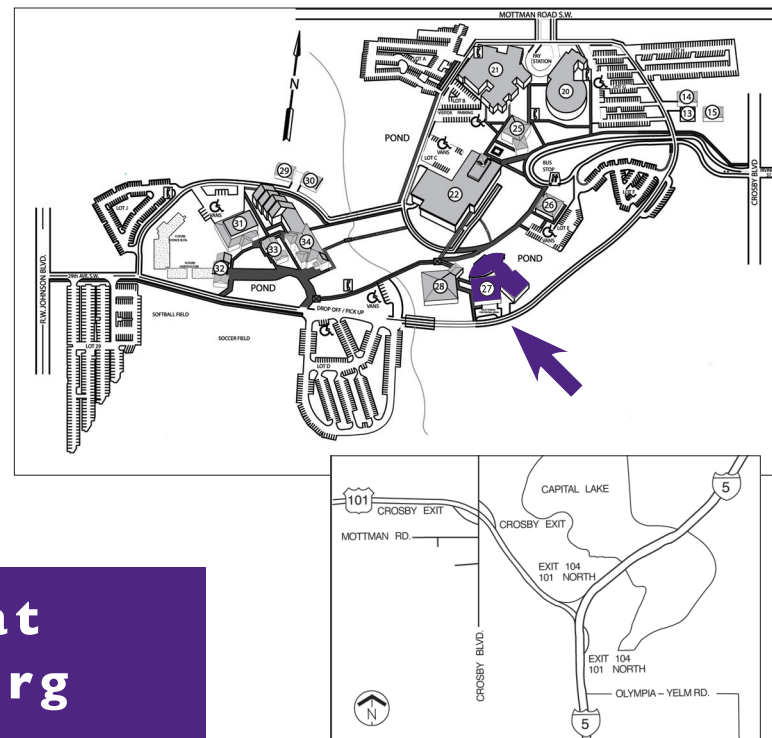 MOTTMAN ROAD S.W.
LOT A
21
PAY
STATION
20
14
13
15
LOT B
VISITOR PARKING
25
N
POND
VANS
LOT C
BUS
STOP
22
CROSBY BLVD
29
30
26
LOT E
VANS
LOT J
VANS
31
34
33
POND
R.W. JOHNSON BLVD.
29th AVE. S.W.
32
POND
28
27
VANS
DROP OFF / PICK UP
SOFTBALL FIELD
SOCCER FIELD
LOT 29
LOT D
101
CROSBY EXIT
CAPITAL LAKE
5
MOTTMAN RD.
CROSBY EXIT
EXIT 104
101 NORTH
CROSBY BLVD.
EXIT 104
101 NORTH
OLYMPIA – YELM RD.
N
5
at
rg